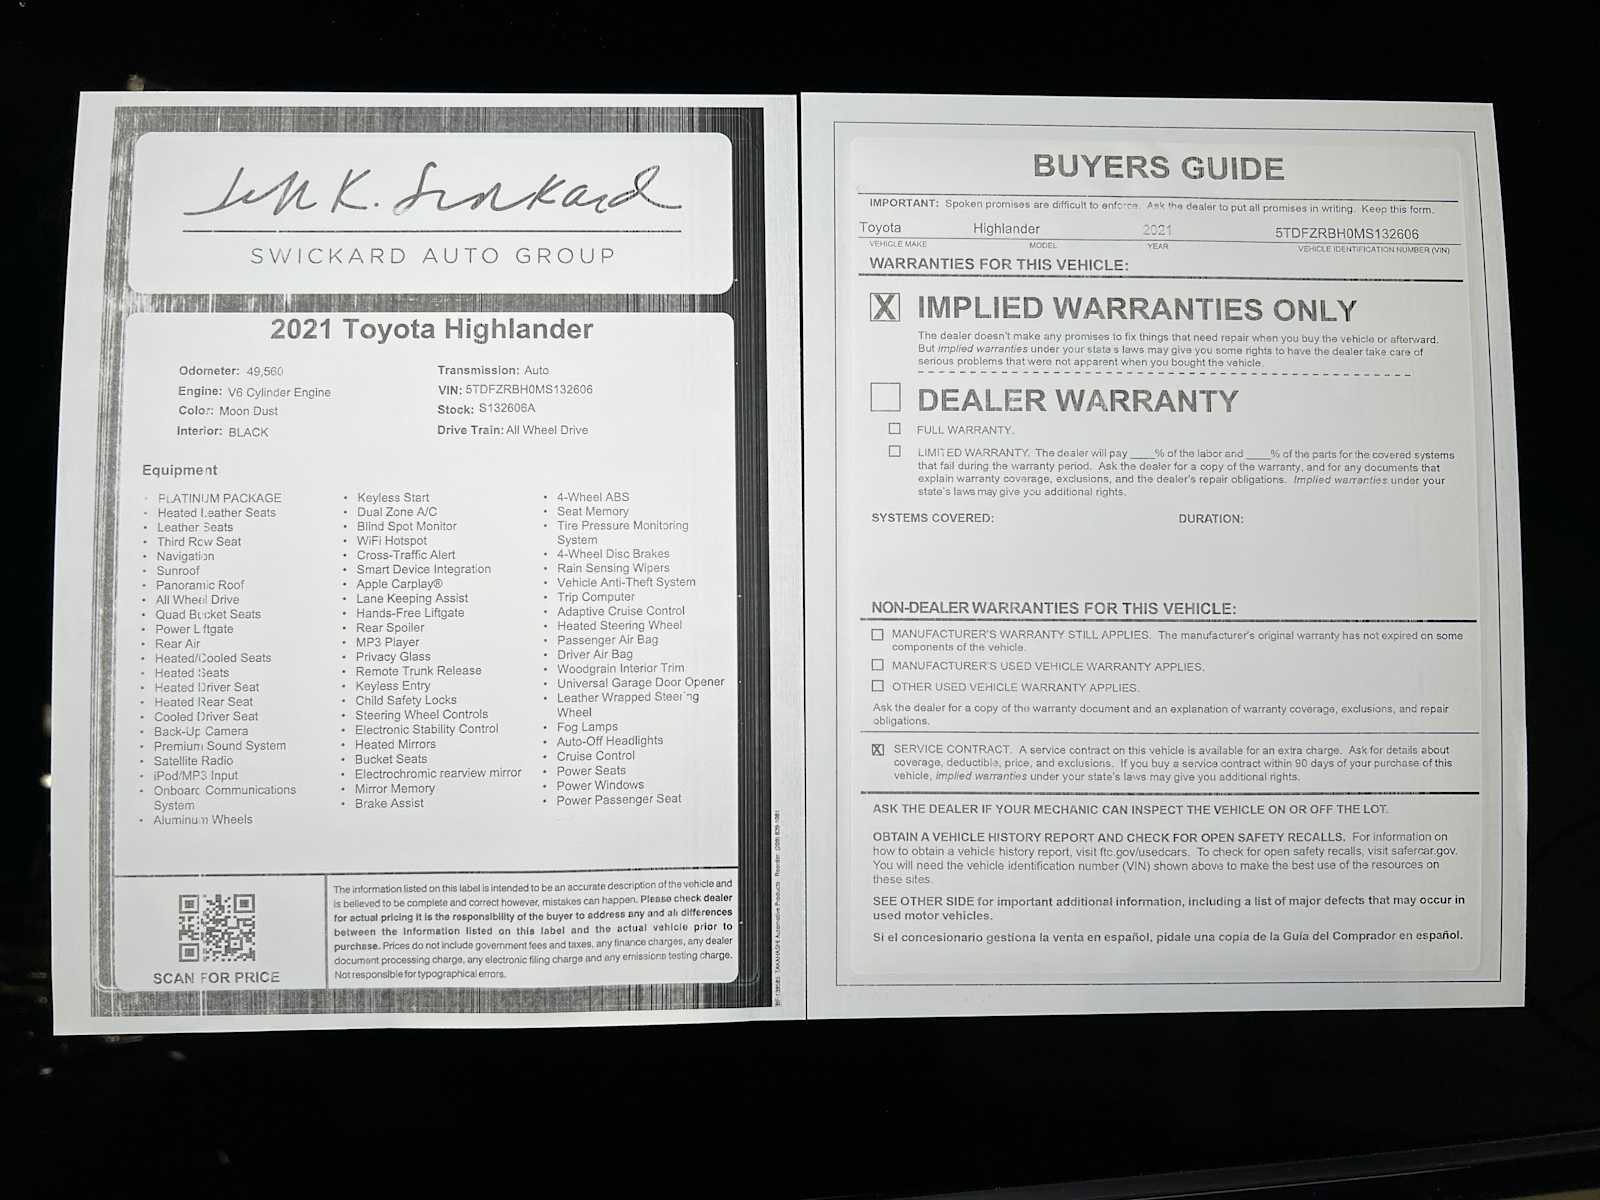 Jeff K. Swickard
SWICKARD AUTO GROUP
2021 Toyota Highlander
Odometer: 49,560
Engine: V6 Cylinder Engine
Color: Moon Dust
Interior: BLACK
Transmission: Auto
VIN: 5TDFZRBH0MS132606
Stock: S132606A
Drive Train: All Wheel Drive
Equipment
• PLATINUM PACKAGE
• Heated Leather Seats
• Leather Seats
• Third Row Seat
• Navigation
• Sunroof
• Panoramic Roof
• All Wheel Drive
• Quad Bucket Seats
• Power Liftgate
• Rear Air
• Heated/Cooled Seats
• Heated Seats
• Heated Driver Seat
• Heated Rear Seat
• Cooled Driver Seat
• Back-Up Camera
• Premium Sound System
• Satellite Radio
• iPod/MP3 Input
• Onboard Communications
System
• Aluminum Wheels
• Keyless Start
• Dual Zone A/C
• Blind Spot Monitor
• WiFi Hotspot
• Cross-Traffic Alert
• Smart Device Integration
• Apple Carplay®
• Lane Keeping Assist
• Hands-Free Liftgate
• Rear Spoiler
• MP3 Player
• Privacy Glass
• Remote Trunk Release
• Keyless Entry
• Child Safety Locks
• Steering Wheel Controls
• Electronic Stability Control
• Heated Mirrors
• Bucket Seats
• Electrochromic rearview mirror
• Mirror Memory
• Brake Assist
• 4-Wheel ABS
• Seat Memory
• Tire Pressure Monitoring
System
• 4-Wheel Disc Brakes
• Rain Sensing Wipers
• Vehicle Anti-Theft System
• Trip Computer
• Adaptive Cruise Control
• Heated Steering Wheel
• Passenger Air Bag
• Driver Air Bag
• Woodgrain Interior Trim
• Universal Garage Door Opener
• Leather Wrapped Steering
Wheel
• Fog Lamps
• Auto-Off Headlights
• Cruise Control
• Power Seats
• Power Windows
• Power Passenger Seat
SCAN FOR PRICE
The information listed on this label is intended to be an accurate description of the vehicle and
is believed to be complete and correct however, mistakes can happen. Please check dealer
for actual pricing it is the responsibility of the buyer to address any and all differences
between the information listed on this label and the actual vehicle prior to
purchase. Prices do not include government fees and taxes, any finance charges, any dealer
document processing charge, any electronic filing charge and any emissions testing charge.
Not responsible for typographical errors.
TAKAHASHI Automotive Products
BUYERS GUIDE
IMPORTANT: Spoken promises are difficult to enforce. Ask the dealer to put all promises in writing. Keep this form.
Toyota Highlander 2021 5TDFZRBH0MS132606
VEHICLE MAKE MODEL YEAR VEHICLE IDENTIFICATION NUMBER (VIN)
WARRANTIES FOR THIS VEHICLE:
X IMPLIED WARRANTIES ONLY
The dealer doesn't make any promises to fix things that need repair when you buy the vehicle or afterward.
But implied warranties under your state's laws may give you some rights to have the dealer take care of
serious problems that were not apparent when you bought the vehicle.
DEALER WARRANTY
FULL WARRANTY.
LIMITED WARRANTY. The dealer will pay ____% of the labor and ____% of the parts for the covered systems
that fail during the warranty period. Ask the dealer for a copy of the warranty, and for any documents that
explain warranty coverage, exclusions, and the dealer's repair obligations. Implied warranties under your
state's laws may give you additional rights.
SYSTEMS COVERED: DURATION:
NON-DEALER WARRANTIES FOR THIS VEHICLE:
MANUFACTURER'S WARRANTY STILL APPLIES. The manufacturer's original warranty has not expired on some
components of the vehicle.
MANUFACTURER'S USED VEHICLE WARRANTY APPLIES.
OTHER USED VEHICLE WARRANTY APPLIES.
Ask the dealer for a copy of the warranty document and an explanation of warranty coverage, exclusions, and repair
obligations.
X SERVICE CONTRACT. A service contract on this vehicle is available for an extra charge. Ask for details about
coverage, deductible, price, and exclusions. If you buy a service contract within 90 days of your purchase of this
vehicle, implied warranties under your state's laws may give you additional rights.
ASK THE DEALER IF YOUR MECHANIC CAN INSPECT THE VEHICLE ON OR OFF THE LOT.
OBTAIN A VEHICLE HISTORY REPORT AND CHECK FOR OPEN SAFETY RECALLS. For information on
how to obtain a vehicle history report, visit ftc.gov/usedcars. To check for open safety recalls, visit safercar.gov.
You will need the vehicle identification number (VIN) shown above to make the best use of the resources on
these sites.
SEE OTHER SIDE for important additional information, including a list of major defects that may occur in
used motor vehicles.
Si el concesionario gestiona la venta en español, pídale una copia de la Guía del Comprador en español.